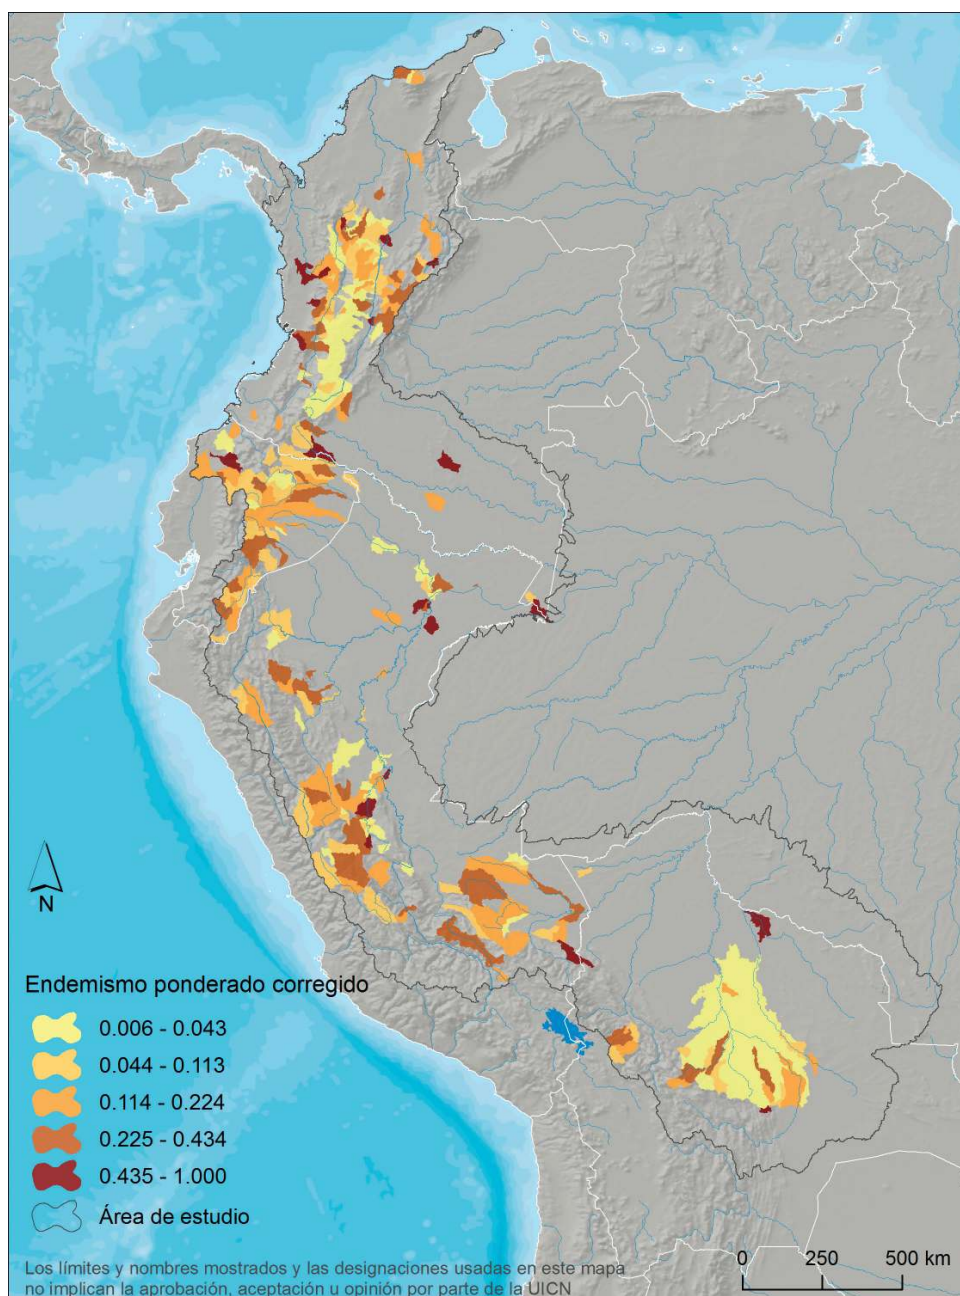 N
Endemismo ponderado corregido
0.006 - 0.043
0.044 - 0.113
0.114 - 0.224
0.225 - 0.434
0.435 - 1.000
Área de estudio
0 250 500 km
Los límites y nombres mostrados y las designaciones usadas en este mapa
no implican la aprobación, aceptación u opinión por parte de la UICN